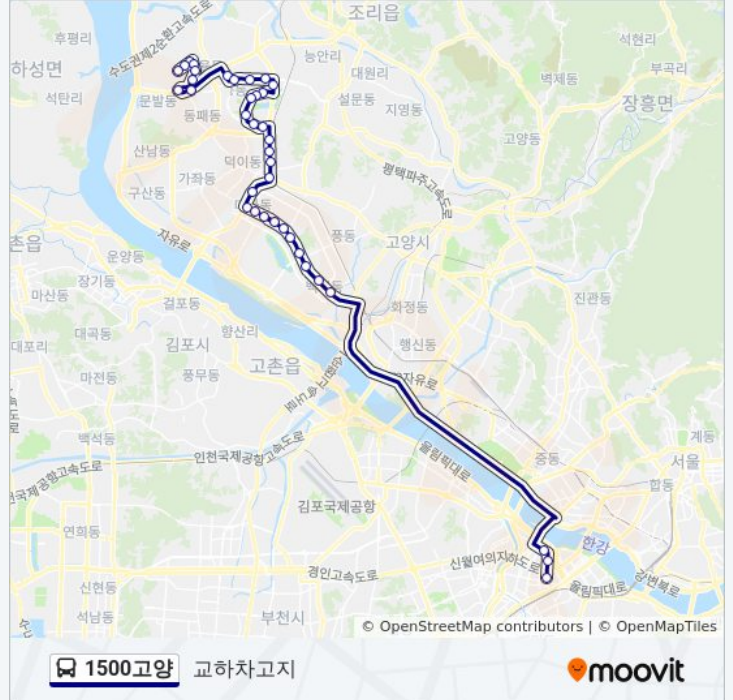 조리읍
후평리
수도권제2순환고속도로
능안리
석현리
하성면
대원리
벽제동
부곡리
석탄리
문발동
설문동
지영동
장흥면
동패동
고양동
산남동
덕이동
가좌동
평택파주고속도로
구산동
촌읍
자유로
풍동
고양시
운양동
장기동
마산동
걸포동
진관동
화정동
대곡동
향산리
대포리
김포시
행신동
고촌읍
풍무동
자유로
마전동
백석동
인천국제공항고속도로
올림픽대로
중동
계동
서울
국제공항고속도로
합동
김포국제공항
연희동
한강
신월여의지하도로
경인고속도로
신현동
올림픽대로
강변북로
석남동
부천시
© OpenStreetMap contributors | © OpenMapTiles
1500고양 교하차고지
moovit